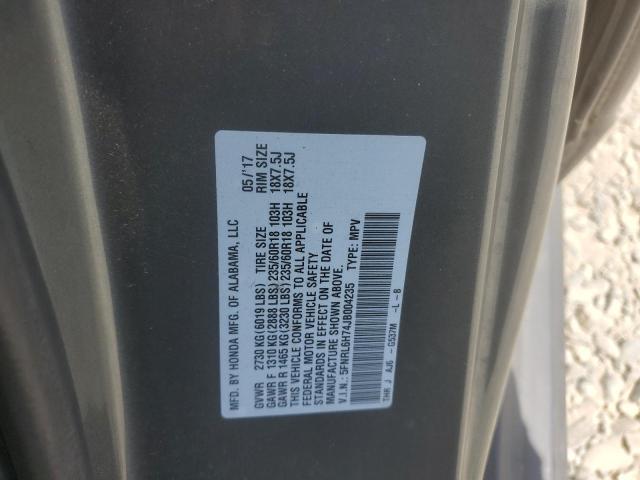 MFD. BY HONDA MFG. OF ALABAMA, LLC 05/'17
GVWR 2730 KG (6019 LBS) TIRE SIZE RIM SIZE
GAWR F 1310 KG (2888 LBS) 235/60R18 103H 18X7.5J
GAWR R 1465 KG (3230 LBS) 235/60R18 103H 18X7.5J
THIS VEHICLE CONFORMS TO ALL APPLICABLE
FEDERAL MOTOR VEHICLE SAFETY
STANDARDS IN EFFECT ON THE DATE OF
MANUFACTURE SHOWN ABOVE.
V.I.N.: 5FNRL6H74JB004235 TYPE: MPV
THR J AJ5 - G537M -L-B